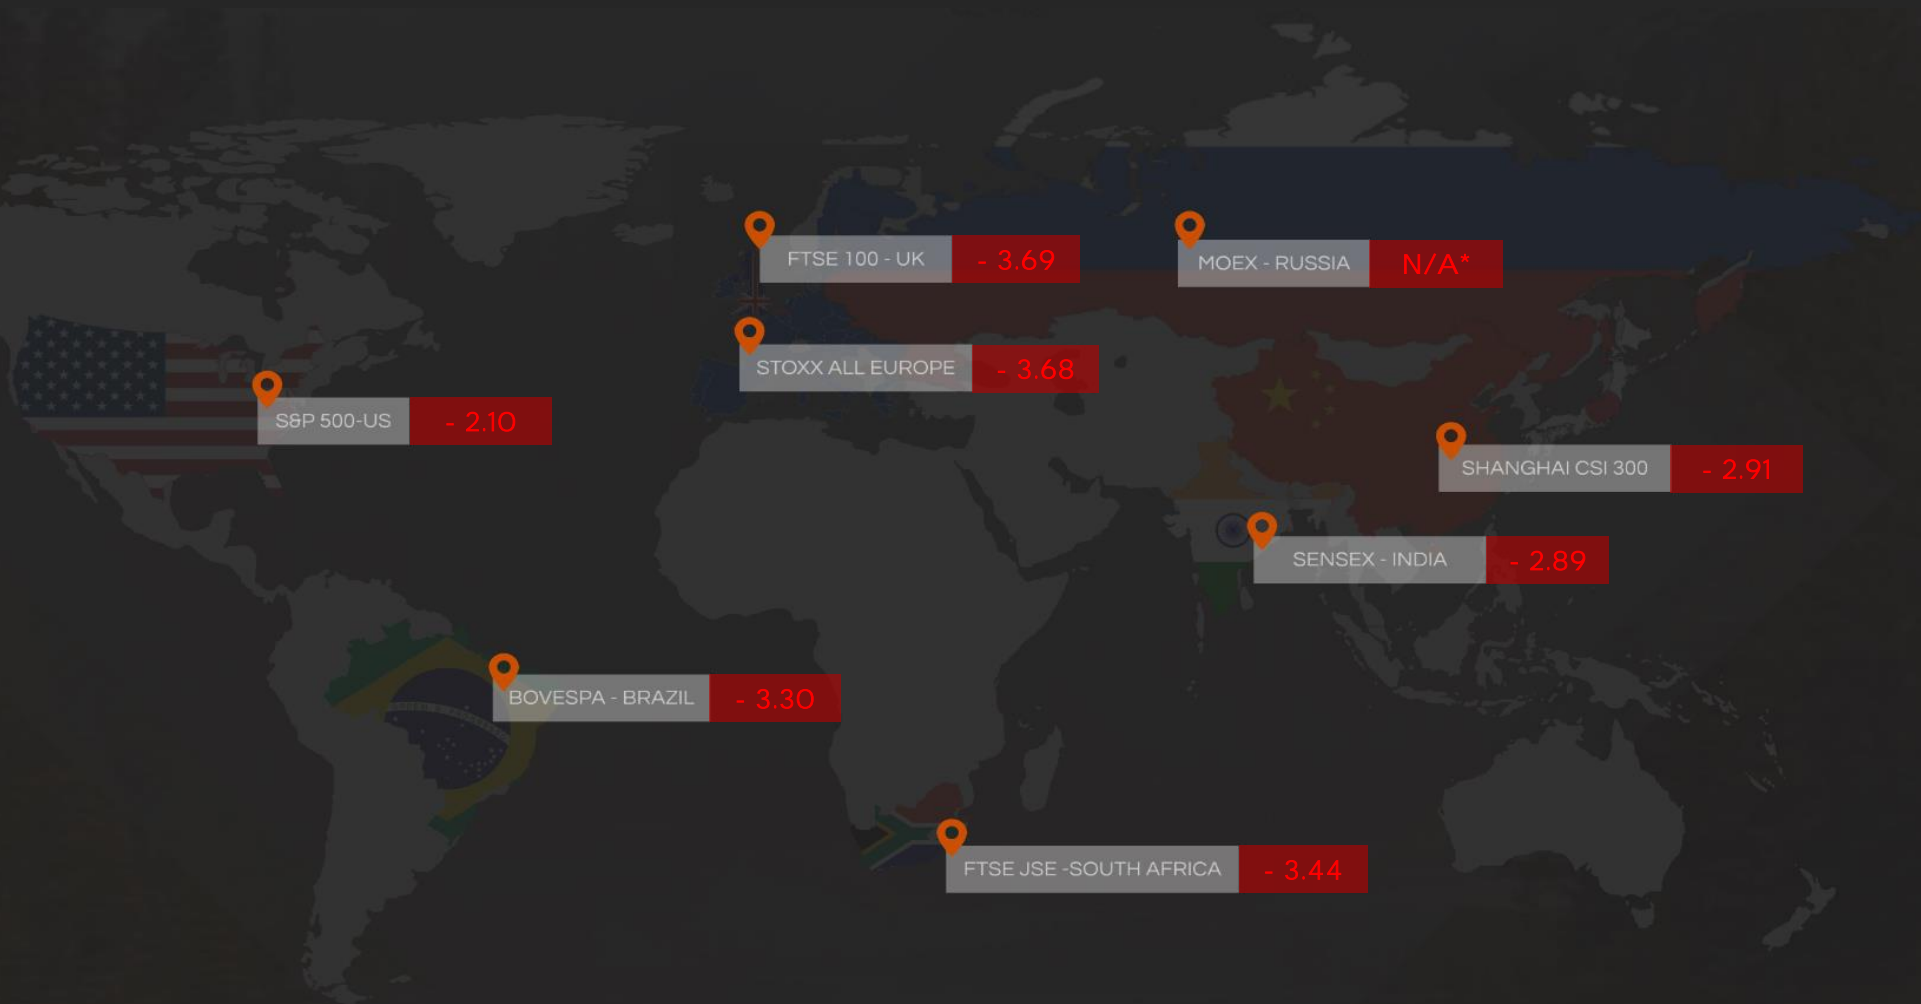 FTSE 100 - UK - 3.69
MOEX - RUSSIA N/A*
STOXX ALL EUROPE - 3.68
S&P 500-US - 2.10
SHANGHAI CSI 300 - 2.91
SENSEX - INDIA - 2.89
BOVESPA - BRAZIL - 3.30
FTSE JSE -SOUTH AFRICA - 3.44